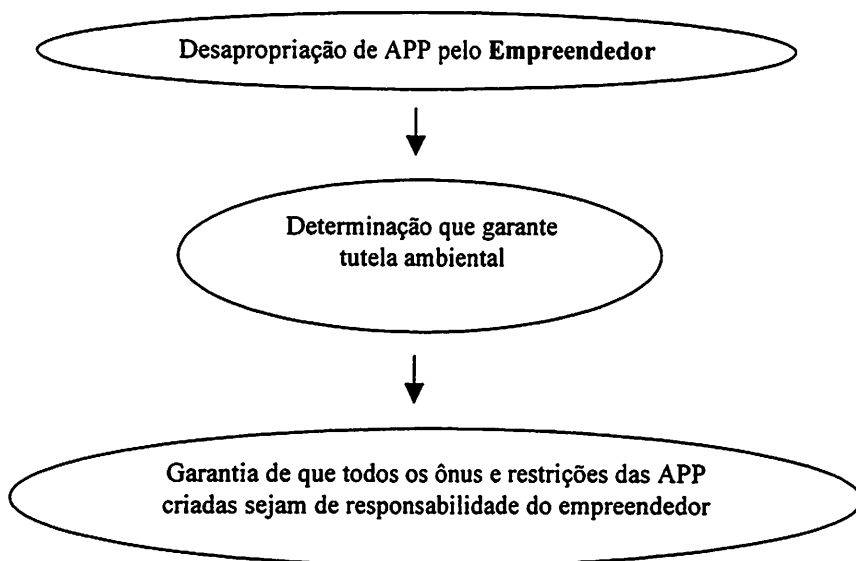 Desapropriação de APP pelo Empreendedor
Determinação que garante
tutela ambiental
Garantia de que todos os ônus e restrições das APP
criadas sejam de responsabilidade do empreendedor